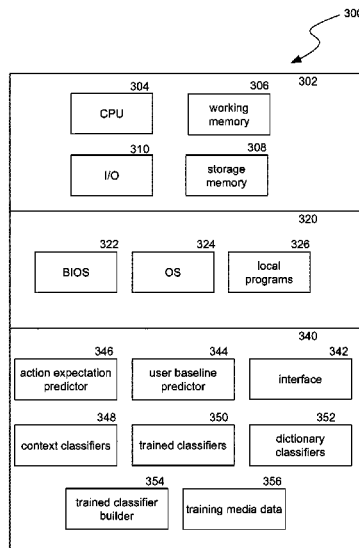 300
302
304
306
CPU
working
memory
310
308
I/O
storage
memory
320
322
324
326
BIOS
OS
local
programs
340
346
344
342
action expectation
predictor
user baseline
predictor
interface
348
350
352
context classifiers
trained classifiers
dictionary
classifiers
354
356
trained classifier
builder
training media data